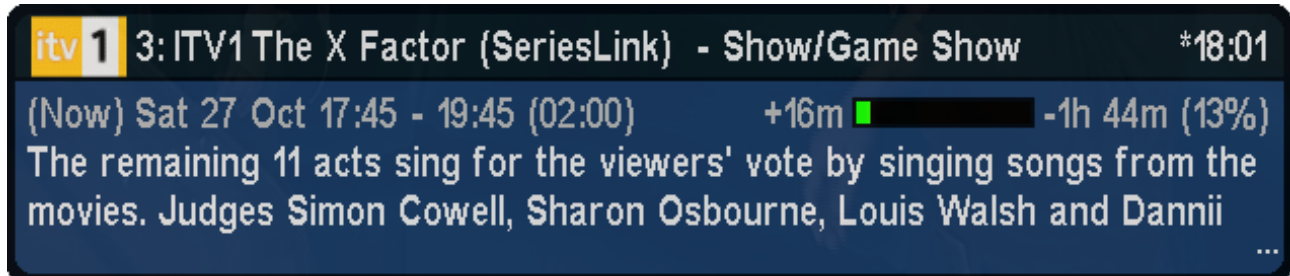 itv 1 3: ITV1 The X Factor (SeriesLink) - Show/Game Show *18:01
(Now) Sat 27 Oct 17:45 - 19:45 (02:00) +16m -1h 44m (13%)
The remaining 11 acts sing for the viewers' vote by singing songs from the
movies. Judges Simon Cowell, Sharon Osbourne, Louis Walsh and Dannii
...